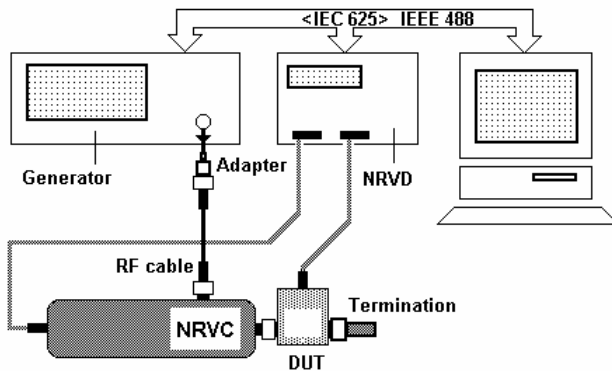 <IEC 625> IEEE 488
Generator
Adapter
NRVD
RF cable
NRVC
Termination
DUT